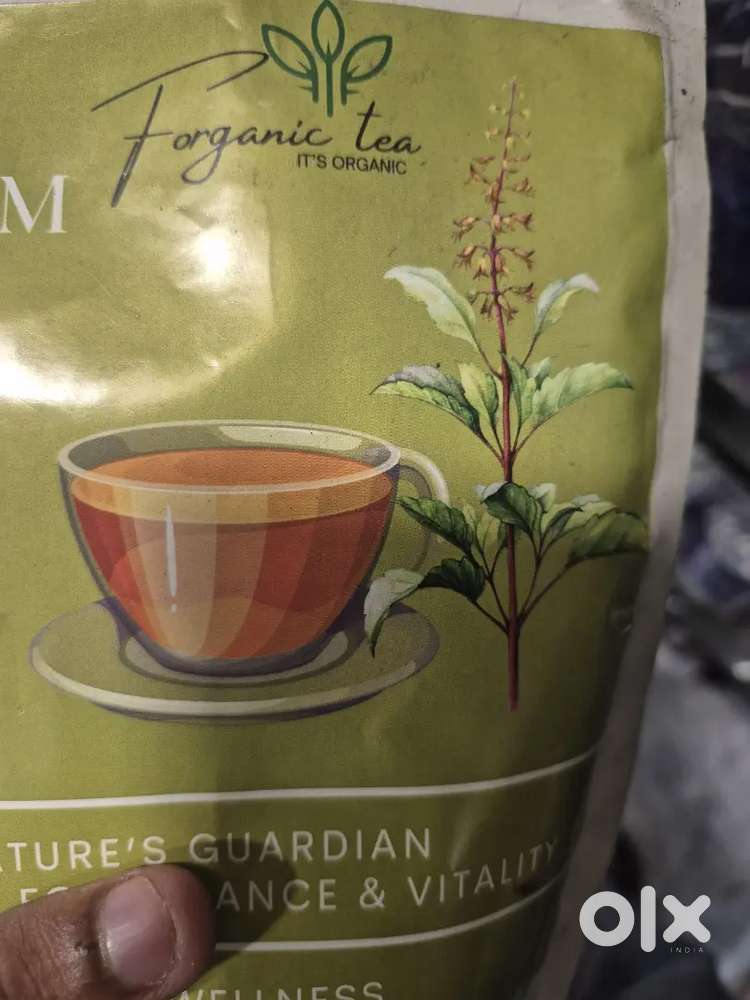 Forganic tea
IT'S ORGANIC
M
ATURE'S GUARDIAN
ANCE & VITALITY
WELLNESS
olx
INDIA